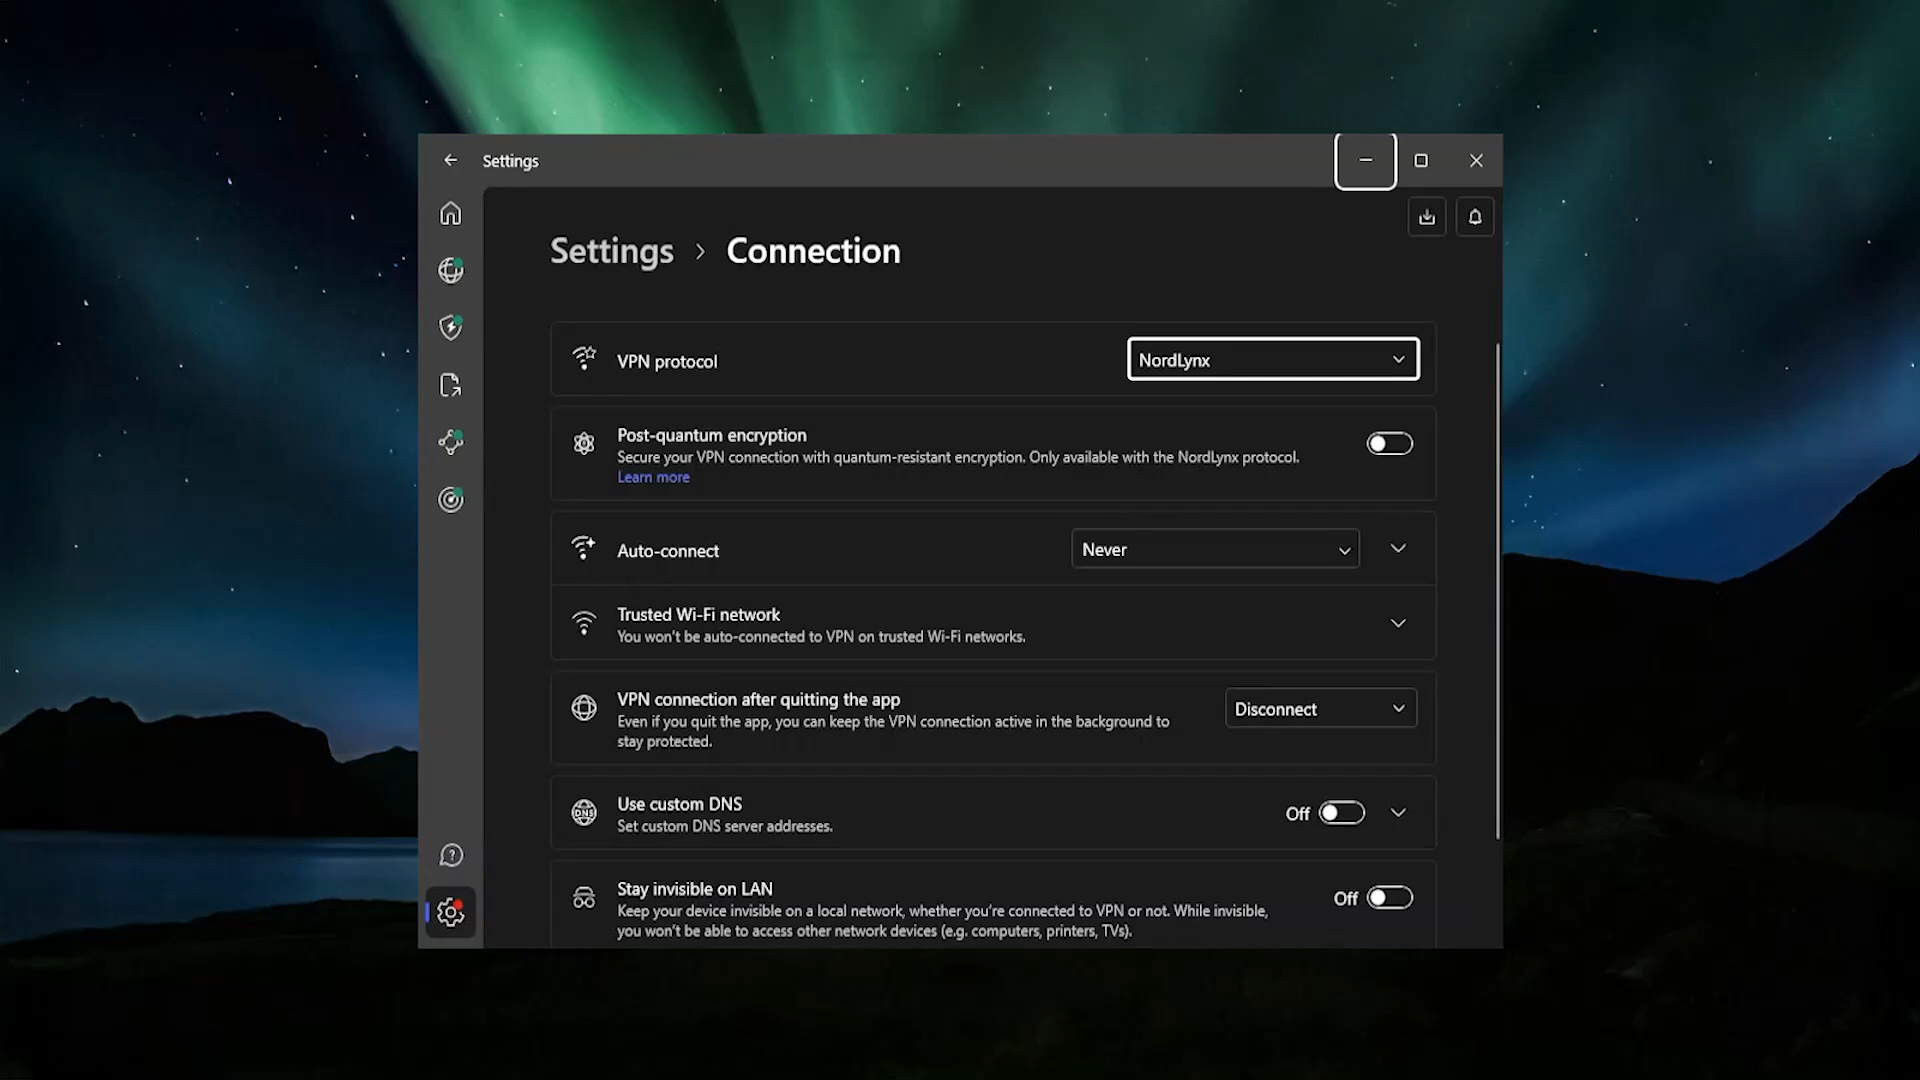 Settings
Settings > Connection
VPN protocol
NordLynx
Post-quantum encryption
Secure your VPN connection with quantum-resistant encryption. Only available with the NordLynx protocol.
Learn more
Auto-connect
Never
Trusted Wi-Fi network
You won't be auto-connected to VPN on trusted Wi-Fi networks.
VPN connection after quitting the app
Even if you quit the app, you can keep the VPN connection active in the background to
stay protected.
Disconnect
DNS
Use custom DNS
Set custom DNS server addresses.
Off
Stay invisible on LAN
Keep your device invisible on a local network, whether you're connected to VPN or not. While invisible,
you won't be able to access other network devices (e.g. computers, printers, TVs).
Off